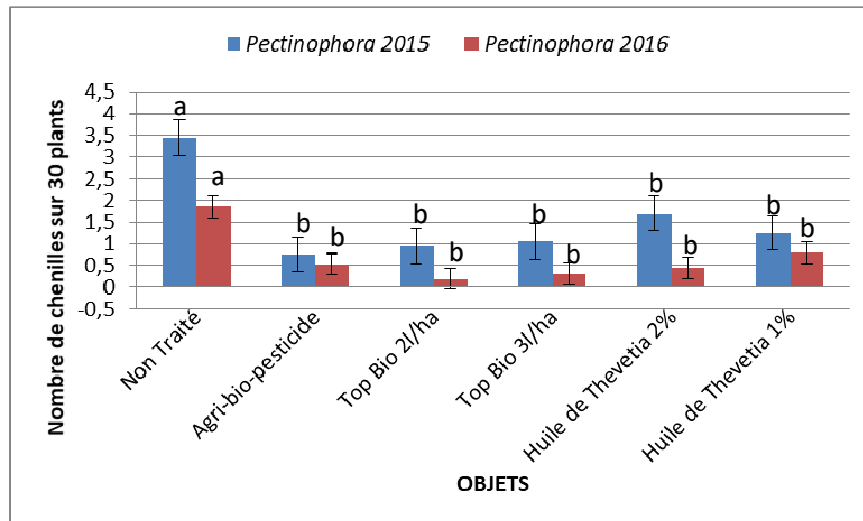 Pectinophora 2015 Pectinophora 2016
Nombre de chenilles sur 30 plants
4,5
4
3,5
3
2,5
2
1,5
1
0,5
0
-0,5
a
a
b
b
b
b
b
b
b
b
b
b
Non Traité
Agri-bio-pesticide
Top Bio 2l/ha
Top Bio 3l/ha
Huile de Thevetia 2%
Huile de Thevetia 1%
OBJETS